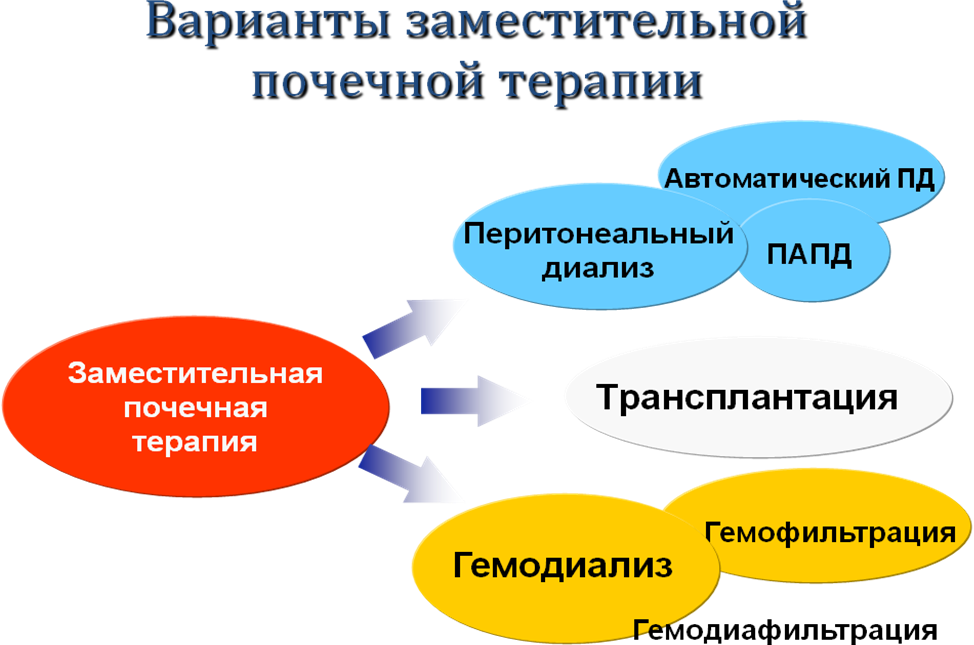 Варианты заместительной
почечной терапии
Автоматический ПД
Перитонеальный
диализ
ПАПД
Заместительная
почечная
терапия
Трансплантация
Гемофильтрация
Гемодиализ
Гемодиафильтрация